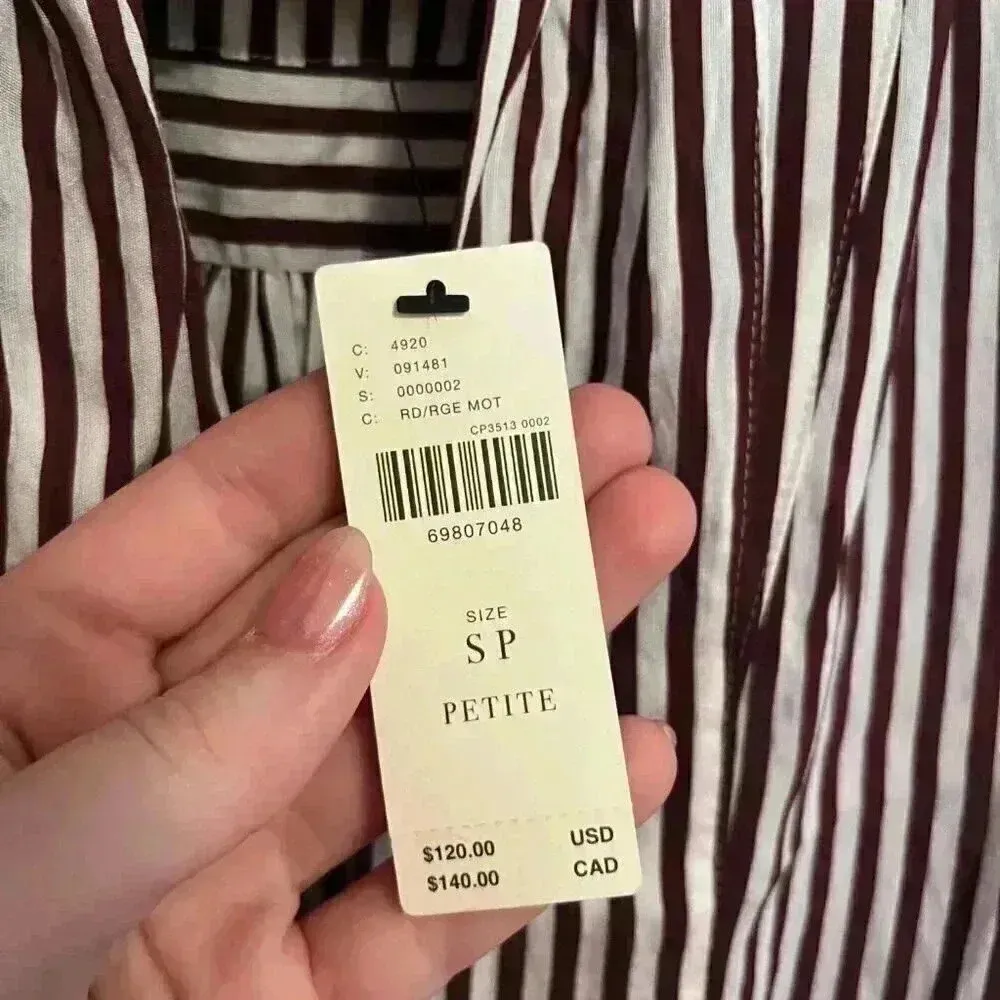 C: 4920
V: 091481
S: 0000002
C: RD/RGE MOT
CP3513 0002
69807048
SIZE
SP
PETITE
$120.00 USD
$140.00 CAD